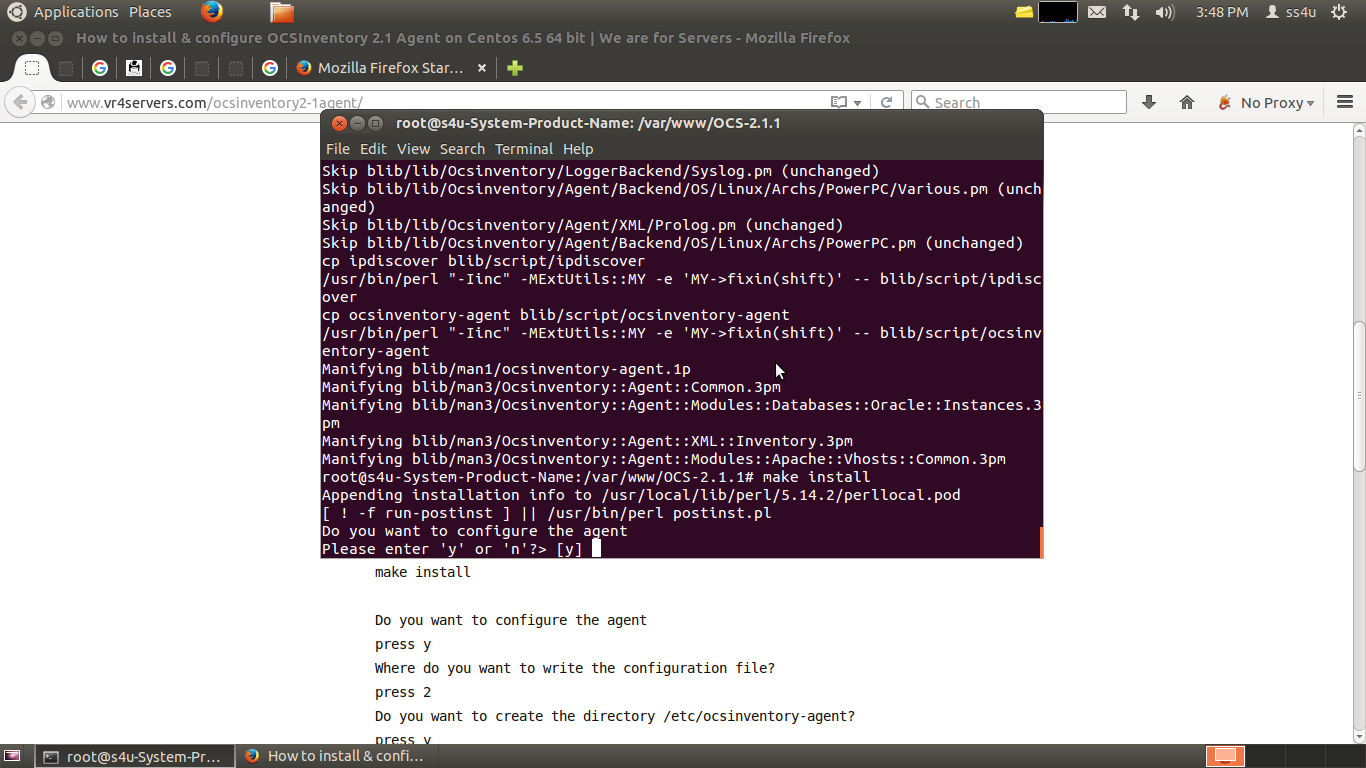 Applications Places
3:48 PM ss4u
How to install & configure OCSInventory 2.1 Agent on Centos 6.5 64 bit | We are for Servers - Mozilla Firefox
Mozilla Firefox Star...
www.vr4servers.com/ocsinventory2-1agent/
Search
No Proxy
root@s4u-System-Product-Name: /var/www/OCS-2.1.1
File Edit View Search Terminal Help
Skip blib/lib/Ocsinventory/LoggerBackend/Syslog.pm (unchanged)
Skip blib/lib/Ocsinventory/Agent/Backend/OS/Linux/Archs/PowerPC/Various.pm (unch
anged)
Skip blib/lib/Ocsinventory/Agent/XML/Prolog.pm (unchanged)
Skip blib/lib/Ocsinventory/Agent/Backend/OS/Linux/Archs/PowerPC.pm (unchanged)
cp ipdiscover blib/script/ipdiscover
/usr/bin/perl "-Iinc" -MExtUtils::MY -e 'MY->fixin(shift)' -- blib/script/ipdisc
over
cp ocsinventory-agent blib/script/ocsinventory-agent
/usr/bin/perl "-Iinc" -MExtUtils::MY -e 'MY->fixin(shift)' -- blib/script/ocsinv
entory-agent
Manifying blib/man1/ocsinventory-agent.1p
Manifying blib/man3/Ocsinventory::Agent::Common.3pm
Manifying blib/man3/Ocsinventory::Agent::Modules::Databases::Oracle::Instances.3
pm
Manifying blib/man3/Ocsinventory::Agent::XML::Inventory.3pm
Manifying blib/man3/Ocsinventory::Agent::Modules::Apache::Vhosts::Common.3pm
root@s4u-System-Product-Name:/var/www/OCS-2.1.1# make install
Appending installation info to /usr/local/lib/perl/5.14.2/perllocal.pod
[ ! -f run-postinst ] || /usr/bin/perl postinst.pl
Do you want to configure the agent
Please enter 'y' or 'n'?> [y]
make install
Do you want to configure the agent
press y
Where do you want to write the configuration file?
press 2
Do you want to create the directory /etc/ocsinventory-agent?
press y
root@s4u-System-Pr...
How to install & confi...